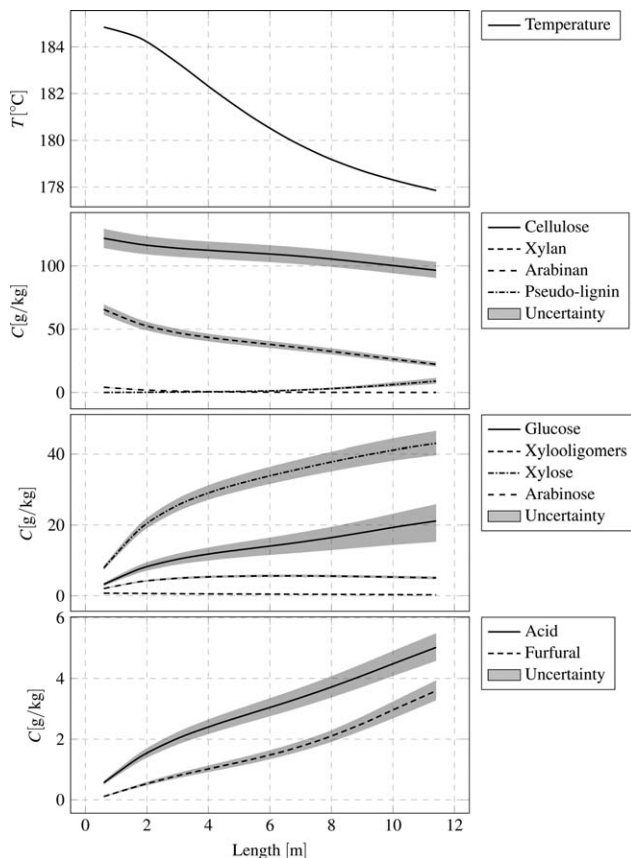 184
182
180
178
T[°C]
Temperature
100
50
0
C[g/kg]
Cellulose
Xylan
Arabinan
Pseudo-lignin
Uncertainty
40
20
0
C[g/kg]
Glucose
Xylooligomers
Xylose
Arabinose
Uncertainty
6
4
2
0
C[g/kg]
Acid
Furfural
Uncertainty
0 2 4 6 8 10 12
Length [m]